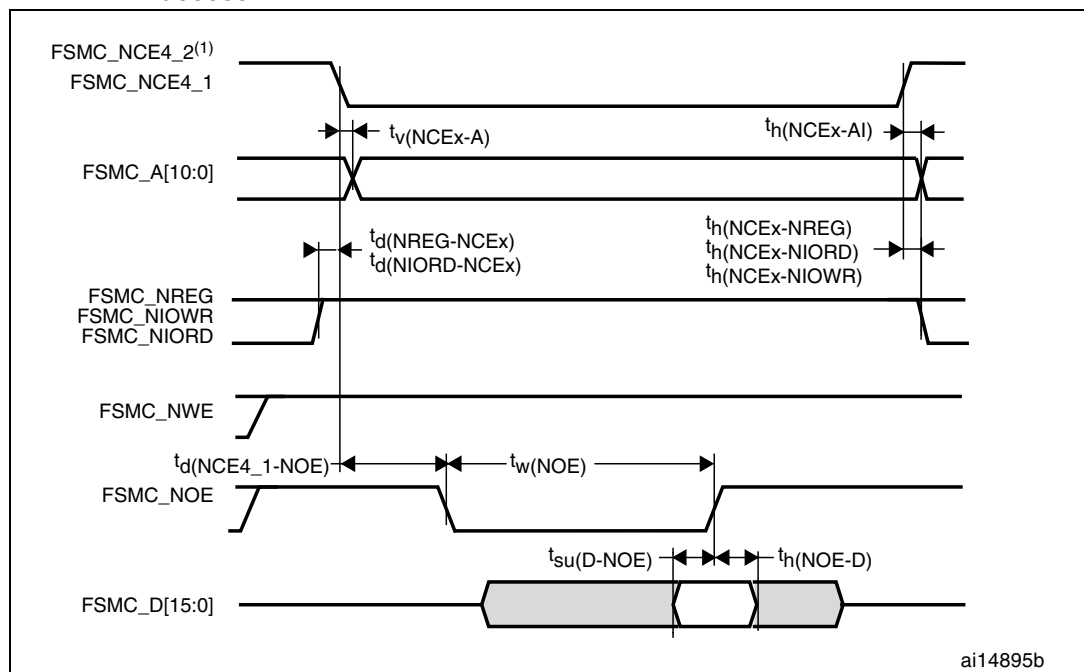 FSMC_NCE4_2(1)
FSMC_NCE4_1
tv(NCEx-A)
th(NCEx-AI)
FSMC_A[10:0]
td(NREG-NCEx)
td(NIORD-NCEx)
th(NCEx-NREG)
th(NCEx-NIORD)
th(NCEx-NIOWR)
FSMC_NREG
FSMC_NIOWR
FSMC_NIORD
FSMC_NWE
td(NCE4_1-NOE)
tw(NOE)
FSMC_NOE
tsu(D-NOE)
th(NOE-D)
FSMC_D[15:0]
ai14895b